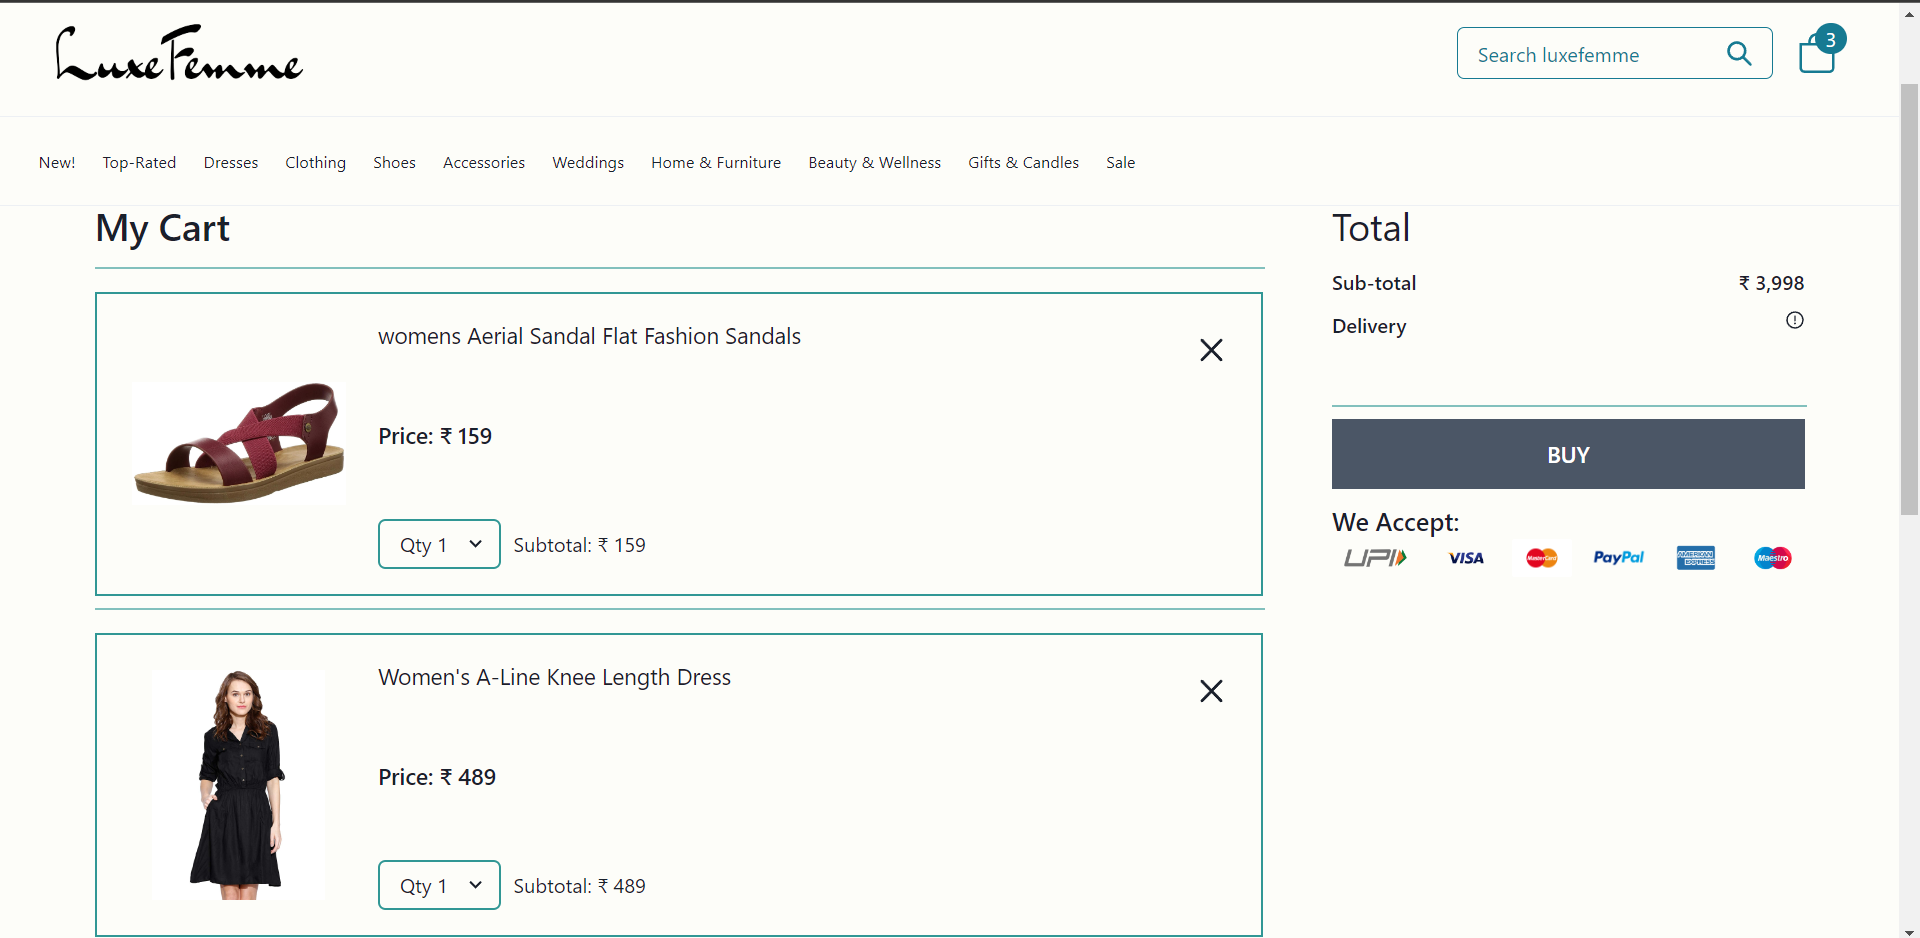 LuxeFemme
Search luxefemme
3
New! Top-Rated Dresses Clothing Shoes Accessories Weddings Home & Furniture Beauty & Wellness Gifts & Candles Sale
My Cart
womens Aerial Sandal Flat Fashion Sandals
Price: ₹ 159
Qty 1 Subtotal: ₹ 159
Women's A-Line Knee Length Dress
Price: ₹ 489
Qty 1 Subtotal: ₹ 489
Total
Sub-total ₹ 3,998
Delivery
BUY
We Accept:
UPI VISA MasterCard PayPal AMERICAN EXPRESS Maestro